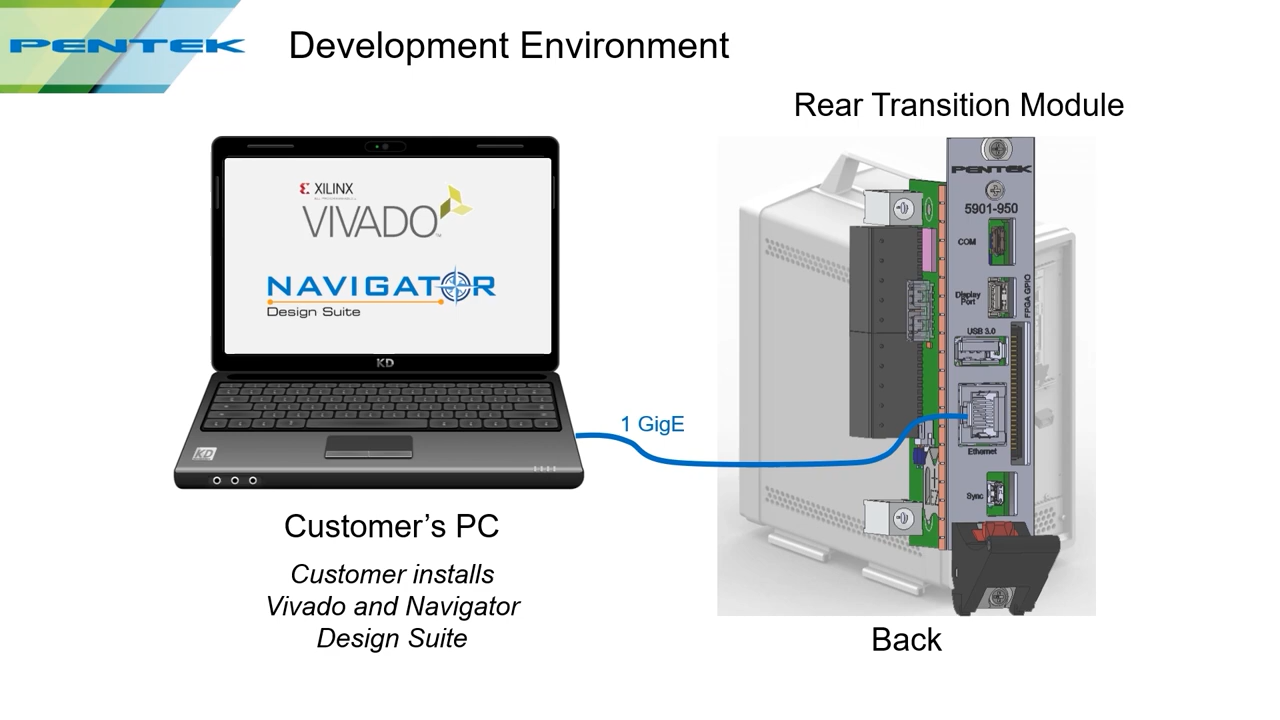 PENTEK
Development Environment
Rear Transition Module
XILINX
VIVADO
NAVIGATOR
Design Suite
KD
KD
1 GigE
PENTEK
5901-950
COM
Display
Port
FPGA GPIO
USB 3.0
Ethernet
Sync
Customer’s PC
Customer installs
Vivado and Navigator
Design Suite
Back